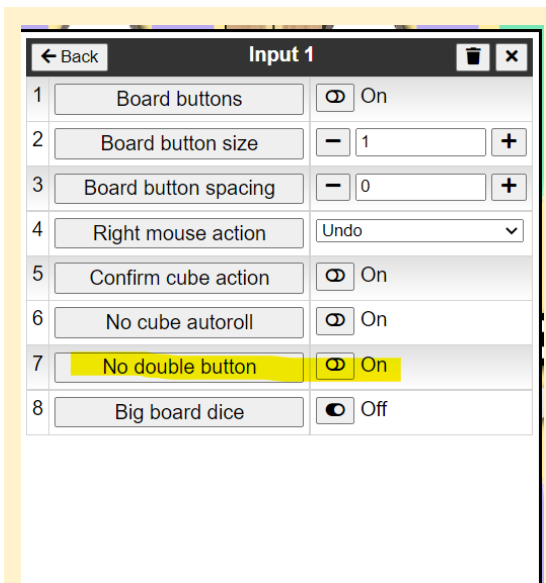 Back Input 1
1 Board buttons On
2 Board button size 1
3 Board button spacing 0
4 Right mouse action Undo
5 Confirm cube action On
6 No cube autoroll On
7 No double button On
8 Big board dice Off